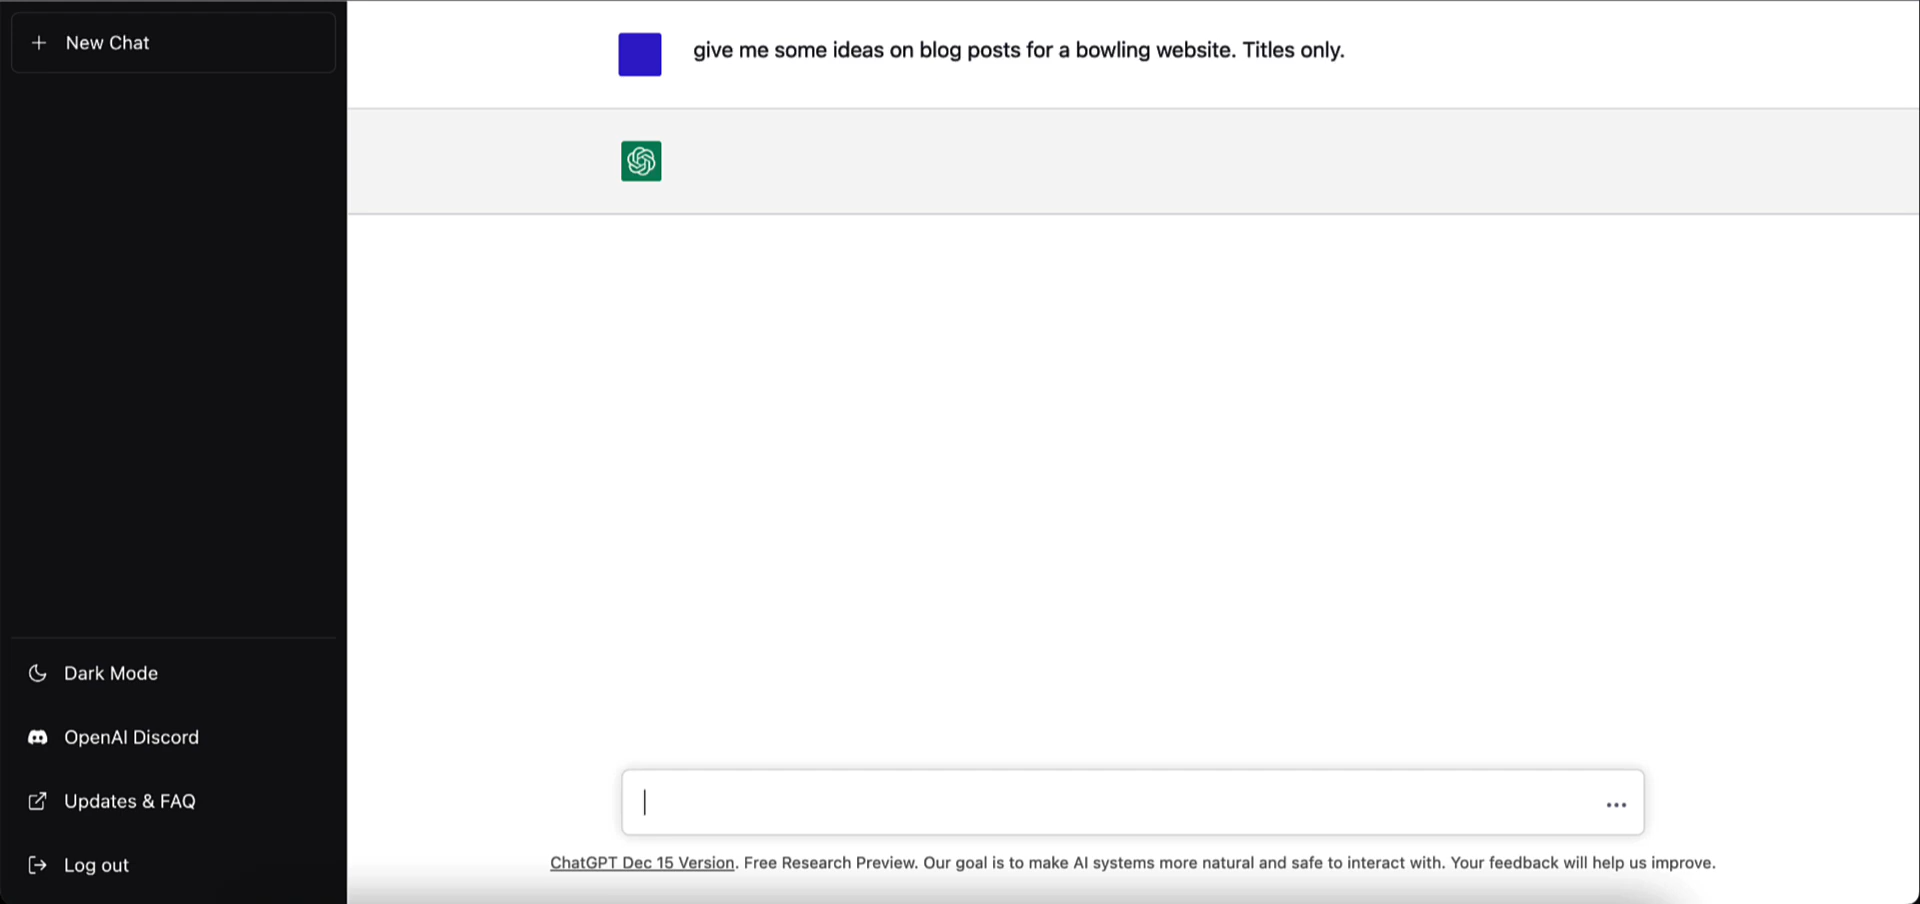 New Chat
give me some ideas on blog posts for a bowling website. Titles only.
Dark Mode
OpenAI Discord
Updates & FAQ
Log out
ChatGPT Dec 15 Version. Free Research Preview. Our goal is to make AI systems more natural and safe to interact with. Your feedback will help us improve.